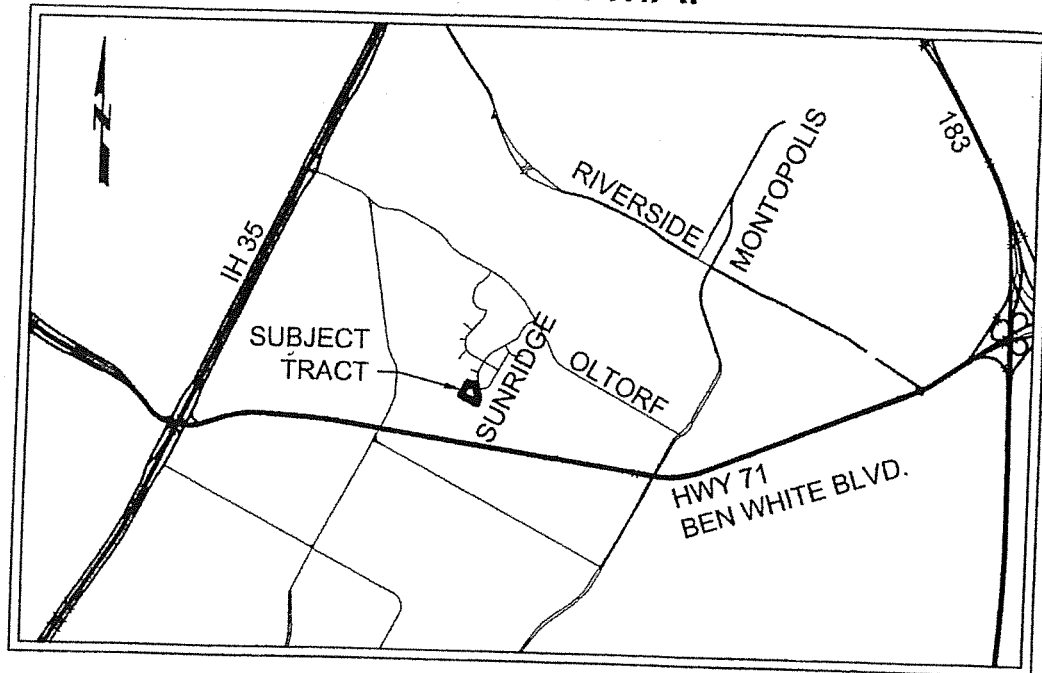 N
183
MONTOPOLIS
RIVERSIDE
IH 35
SUBJECT
TRACT
SUNRIDGE
OLTORF
HWY 71
BEN WHITE BLVD.